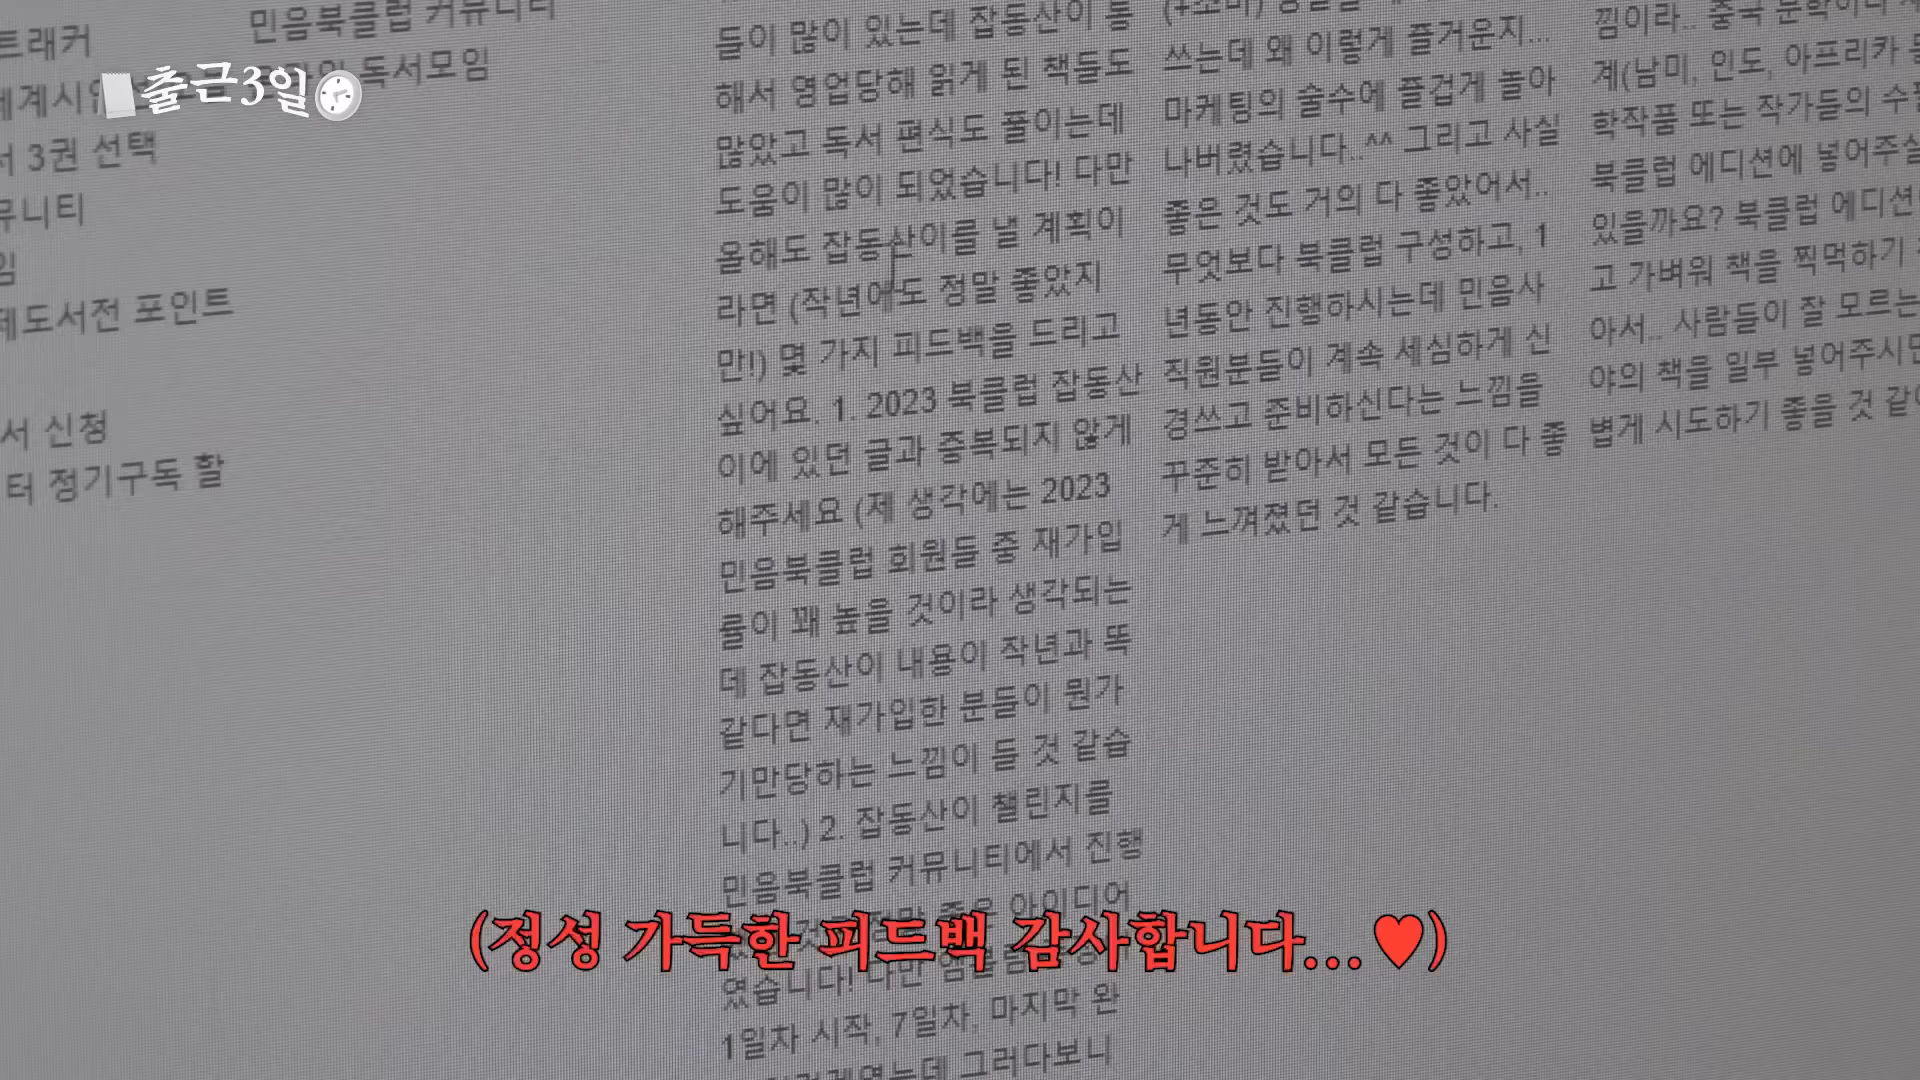 출근3일
트래커
서 3권 선택
뮤니티
임
제도서전 포인트
서 신청
터 정기구독 할
민음북클럽 커뮤니티
독서모임
들이 많이 있는데 잡동산이 통
해서 영업당해 읽게 된 책들도
많았고 독서 편식도 풀이는데
도움이 많이 되었습니다! 다만
올해도 잡동산이를 낼 계획이
라면 (작년에도 정말 좋았지
만!) 몇 가지 피드백을 드리고
싶어요. 1. 2023 북클럽 잡동산
이에 있던 글과 중복되지 않게
해주세요 (제 생각에는 2023
민음북클럽 회원들 중 재가입
률이 꽤 높을 것이라 생각되는
데 잡동산이 내용이 작년과 똑
같다면 재가입한 분들이 뭔가
기만당하는 느낌이 들 것 같습
니다..) 2. 잡동산이 챌린지를
민음북클럽 커뮤니티에서 진행
아이디어
였습니다! 다만
1일차 시작, 7일차, 마지막 완
그러다보니
쓰는데 왜 이렇게 즐거운지...
마케팅의 술수에 즐겁게 놀아
나버렸습니다..^^ 그리고 사실
좋은 것도 거의 다 좋았어서..
무엇보다 북클럽 구성하고, 1
년동안 진행하시는데 민음사
직원분들이 계속 세심하게 신
경쓰고 준비하신다는 느낌을
꾸준히 받아서 모든 것이 다 좋
게 느껴졌던 것 같습니다.
낌이라.. 중국 문학이나
계(남미, 인도, 아프리카 등
학작품 또는 작가들의 수필
북클럽 에디션에 넣어주실
있을까요? 북클럽 에디션
고 가벼워 책을 찍먹하기
아서.. 사람들이 잘 모르는
야의 책을 일부 넣어주시면
볍게 시도하기 좋을 것 같아
(정성 가득한 피드백 감사합니다...♥)